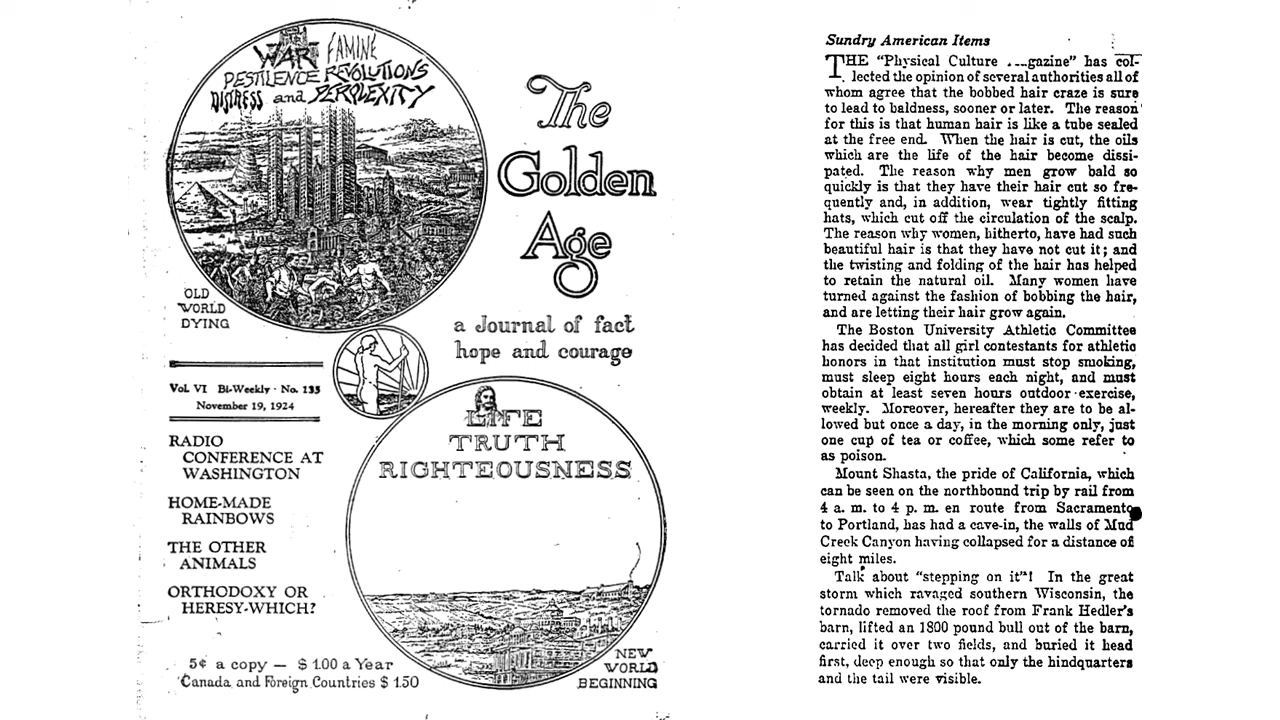 WAR FAMINE
PESTILENCE REVOLUTIONS
DISTRESS and PERPLEXITY
The
Golden
Age
OLD
WORLD
DYING
a Journal of fact
hope and courage
Vol. VI Bi-Weekly · No. 135
November 19, 1924
LIFE
TRUTH
RIGHTEOUSNESS
RADIO
CONFERENCE AT
WASHINGTON
HOME-MADE
RAINBOWS
THE OTHER
ANIMALS
ORTHODOXY OR
HERESY-WHICH?
5¢ a copy — $ 1.00 a Year
Canada and Foreign Countries $ 1.50
NEW
WORLD
BEGINNING
Sundry American Items
THE "Physical Culture ...gazine" has col-
lected the opinion of several authorities all of
whom agree that the bobbed hair craze is sure
to lead to baldness, sooner or later. The reason
for this is that human hair is like a tube sealed
at the free end. When the hair is cut, the oils
which are the life of the hair become dissi-
pated. The reason why men grow bald so
quickly is that they have their hair cut so fre-
quently and, in addition, wear tightly fitting
hats, which cut off the circulation of the scalp.
The reason why women, hitherto, have had such
beautiful hair is that they have not cut it; and
the twisting and folding of the hair has helped
to retain the natural oil. Many women have
turned against the fashion of bobbing the hair,
and are letting their hair grow again.
The Boston University Athletic Committee
has decided that all girl contestants for athletic
honors in that institution must stop smoking,
must sleep eight hours each night, and must
obtain at least seven hours outdoor exercise,
weekly. Moreover, hereafter they are to be al-
lowed but once a day, in the morning only, just
one cup of tea or coffee, which some refer to
as poison.
Mount Shasta, the pride of California, which
can be seen on the northbound trip by rail from
4 a. m. to 4 p. m. en route from Sacramento
to Portland, has had a cave-in, the walls of Mud
Creek Canyon having collapsed for a distance of
eight miles.
Talk about "stepping on it"! In the great
storm which ravaged southern Wisconsin, the
tornado removed the roof from Frank Hedler's
barn, lifted an 1800 pound bull out of the barn,
carried it over two fields, and buried it head
first, deep enough so that only the hindquarters
and the tail were visible.